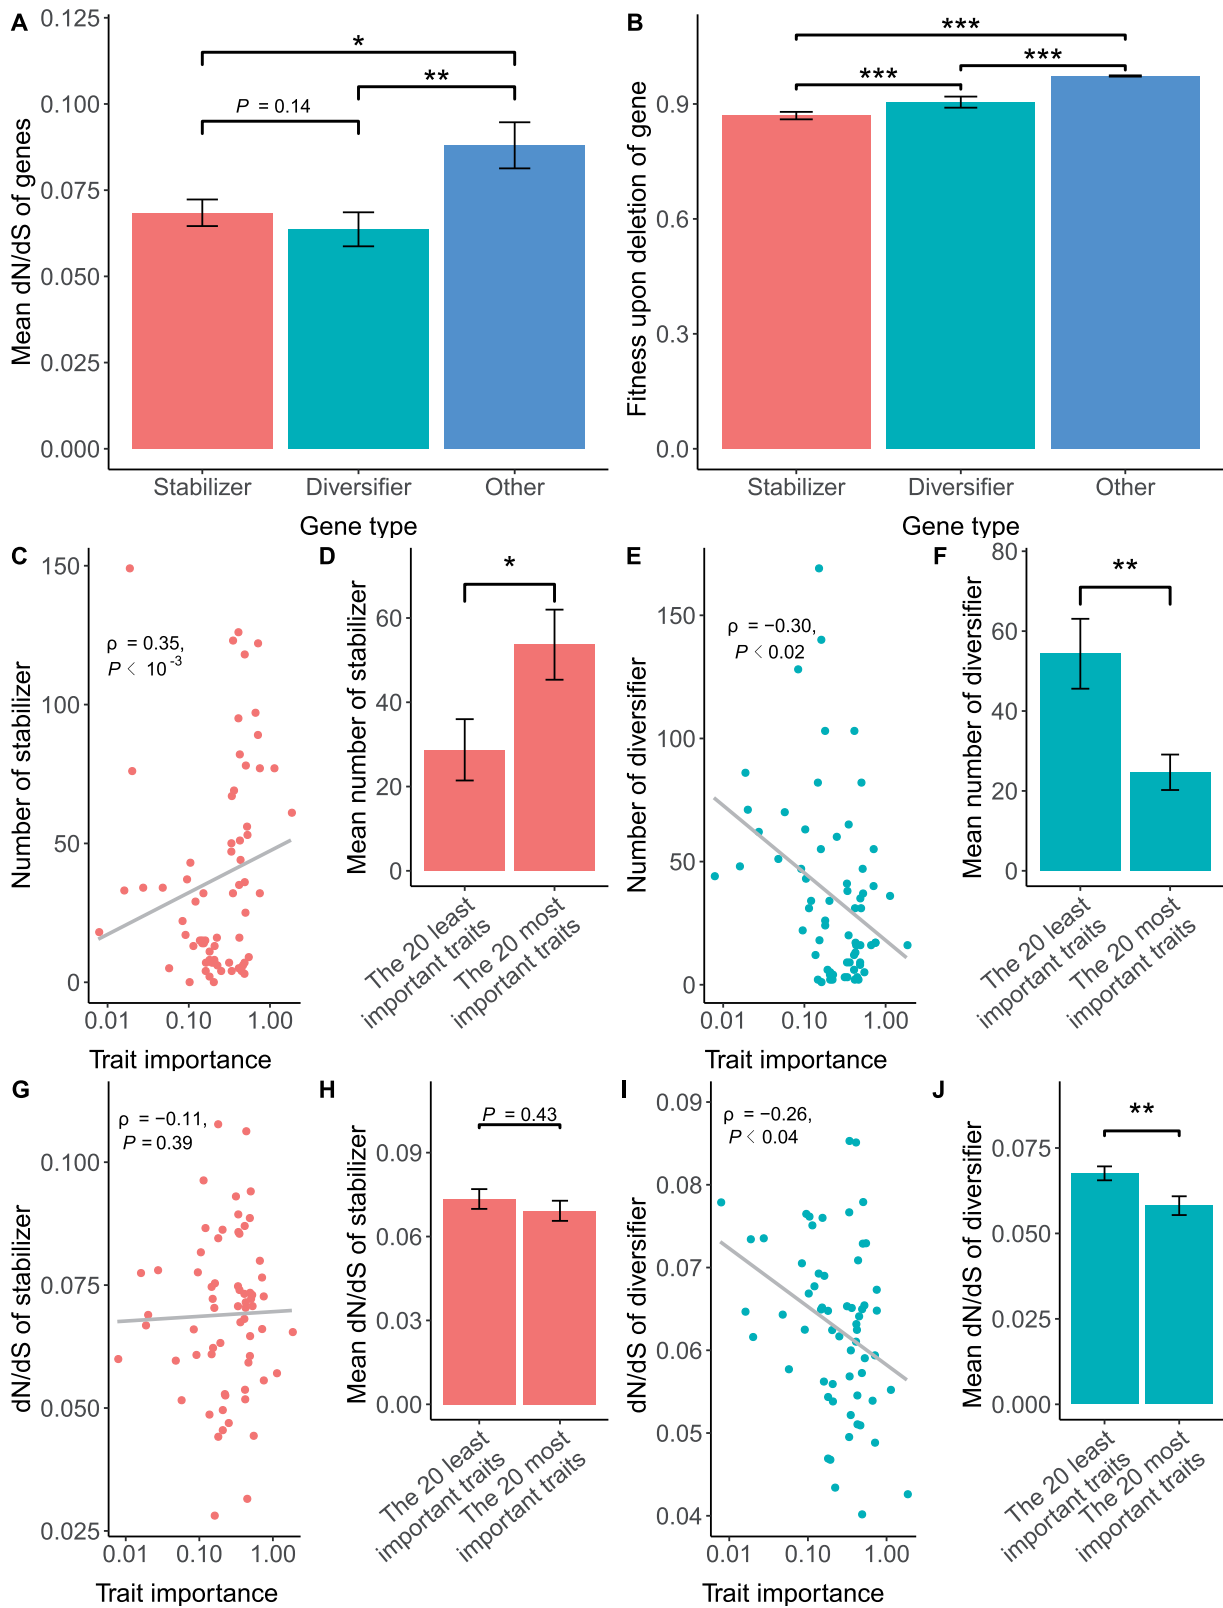 A
Mean dN/dS of genes
0.125
0.100
0.075
0.050
0.025
0.000
*
**
P = 0.14
Stabilizer
Diversifier
Other
Gene type
B
Fitness upon deletion of gene
0.9
0.6
0.3
0.0
***
***
***
Stabilizer
Diversifier
Other
Gene type
C
Number of stabilizer
150
100
50
0
ρ = 0.35,
P < 10-3
0.01
0.10
1.00
Trait importance
D
Mean number of stabilizer
60
40
20
0
*
The 20 least
important traits
The 20 most
important traits
E
Number of diversifier
150
100
50
0
ρ = −0.30,
P < 0.02
0.01
0.10
1.00
Trait importance
F
Mean number of diversifier
80
60
40
20
0
**
The 20 least
important traits
The 20 most
important traits
G
dN/dS of stabilizer
0.100
0.075
0.050
0.025
ρ = −0.11,
P = 0.39
0.01
0.10
1.00
Trait importance
H
Mean dN/dS of stabilizer
0.09
0.06
0.03
0.00
P = 0.43
The 20 least
important traits
The 20 most
important traits
I
dN/dS of diversifier
0.09
0.08
0.07
0.06
0.05
0.04
ρ = −0.26,
P < 0.04
0.01
0.10
1.00
Trait importance
J
Mean dN/dS of diversifier
0.075
0.050
0.025
0.000
**
The 20 least
important traits
The 20 most
important traits